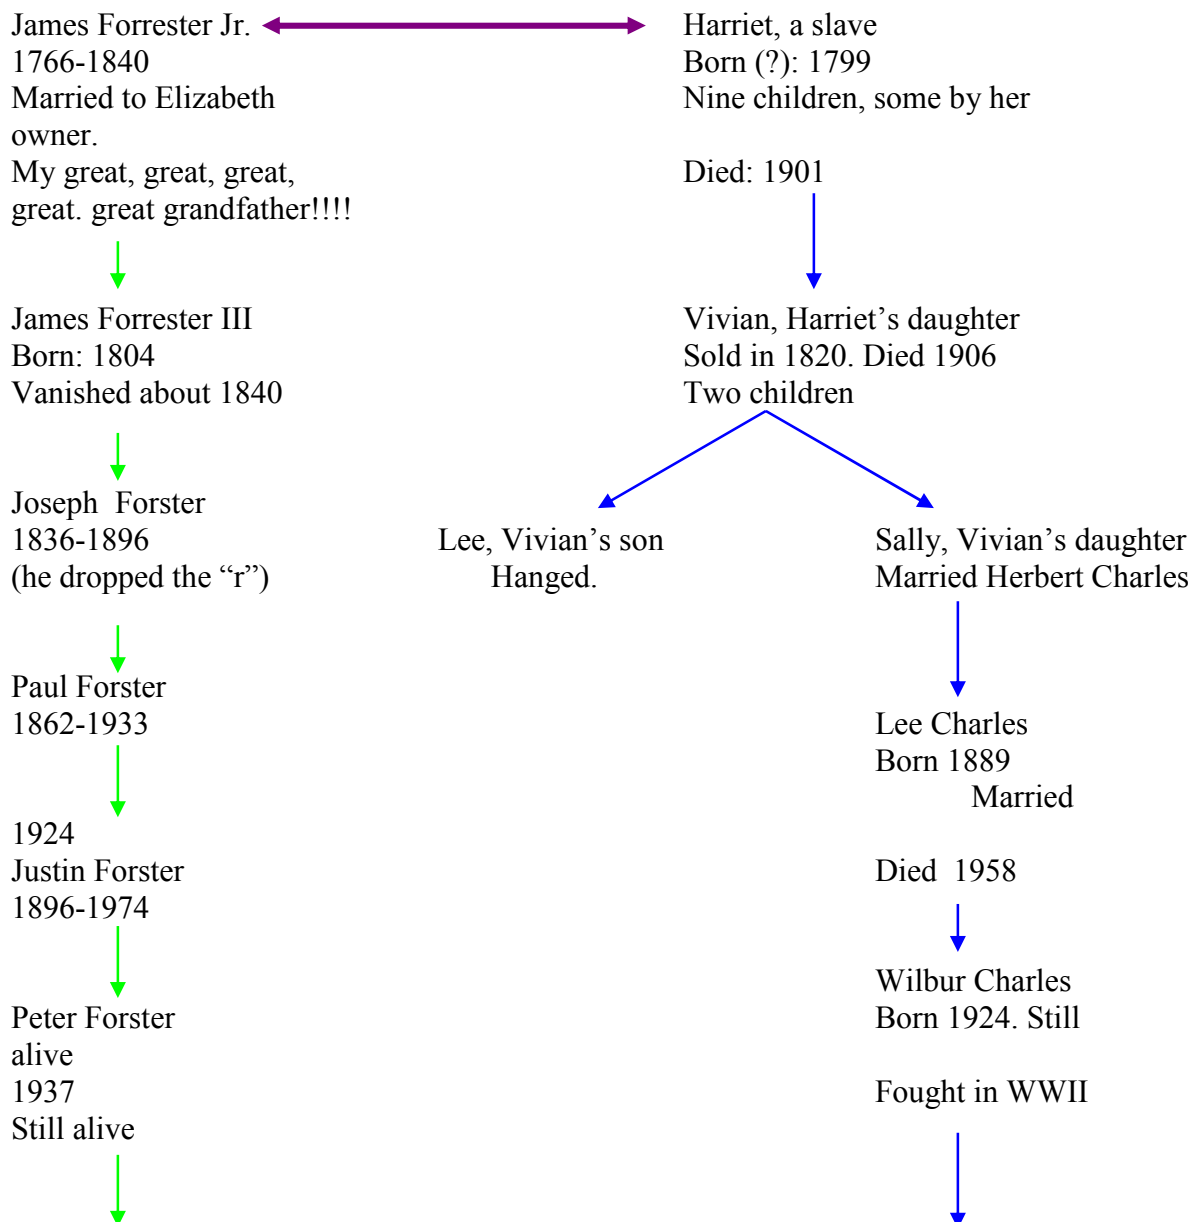 James Forrester Jr.
1766-1840
Married to Elizabeth
owner.
My great, great, great,
great. great grandfather!!!!
Harriet, a slave
Born (?): 1799
Nine children, some by her
Died: 1901
James Forrester III
Born: 1804
Vanished about 1840
Vivian, Harriet’s daughter
Sold in 1820. Died 1906
Two children
Joseph  Forster
1836-1896
(he dropped the “r”)
Lee, Vivian’s son
Hanged.
Sally, Vivian’s daughter
Married Herbert Charles
Paul Forster
1862-1933
Lee Charles
Born 1889
Married
Died  1958
1924
Justin Forster
1896-1974
Wilbur Charles
Born 1924. Still
Fought in WWII
Peter Forster
alive
1937
Still alive